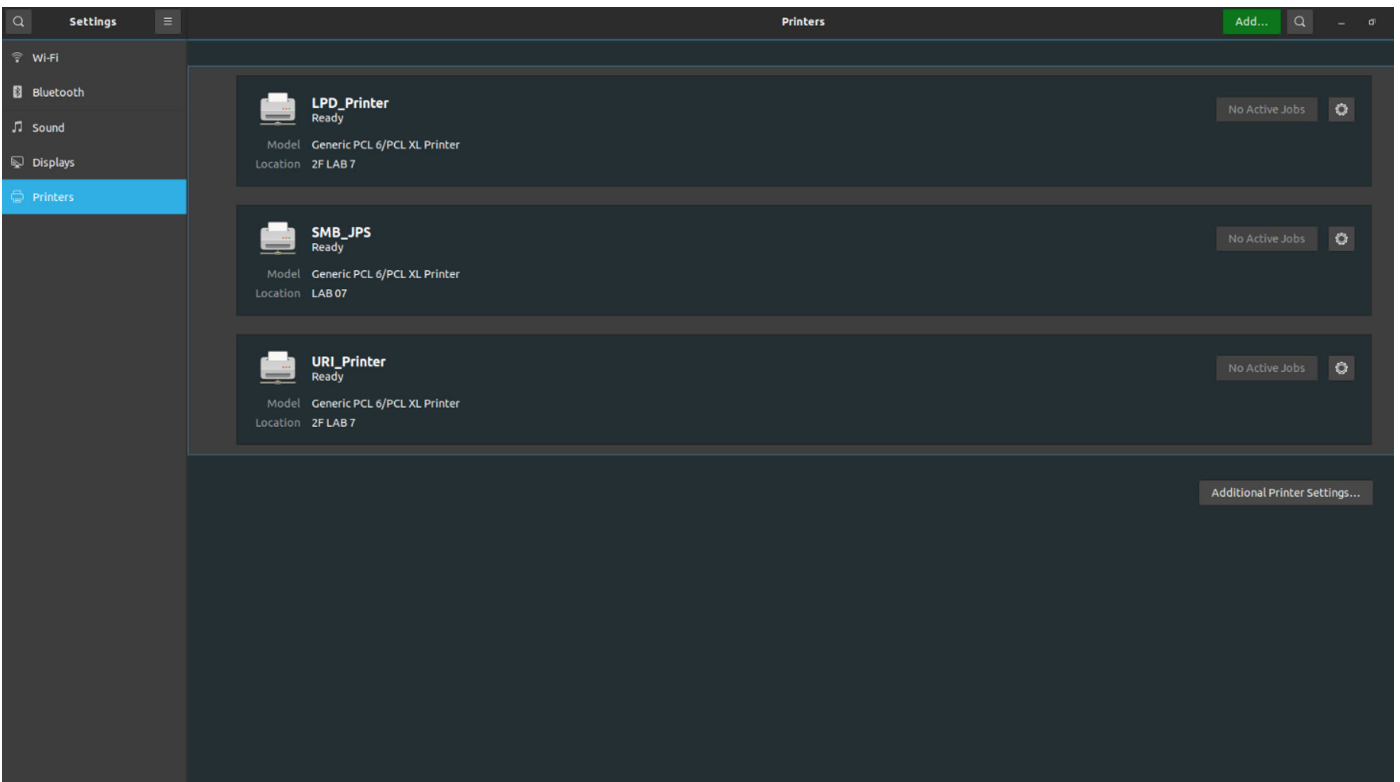 Settings
Printers
Add...
Wi-Fi
Bluetooth
Sound
Displays
Printers
LPD_Printer
Ready
No Active Jobs
Model Generic PCL 6/PCL XL Printer
Location 2F LAB 7
SMB_JPS
Ready
No Active Jobs
Model Generic PCL 6/PCL XL Printer
Location LAB 07
URI_Printer
Ready
No Active Jobs
Model Generic PCL 6/PCL XL Printer
Location 2F LAB 7
Additional Printer Settings...